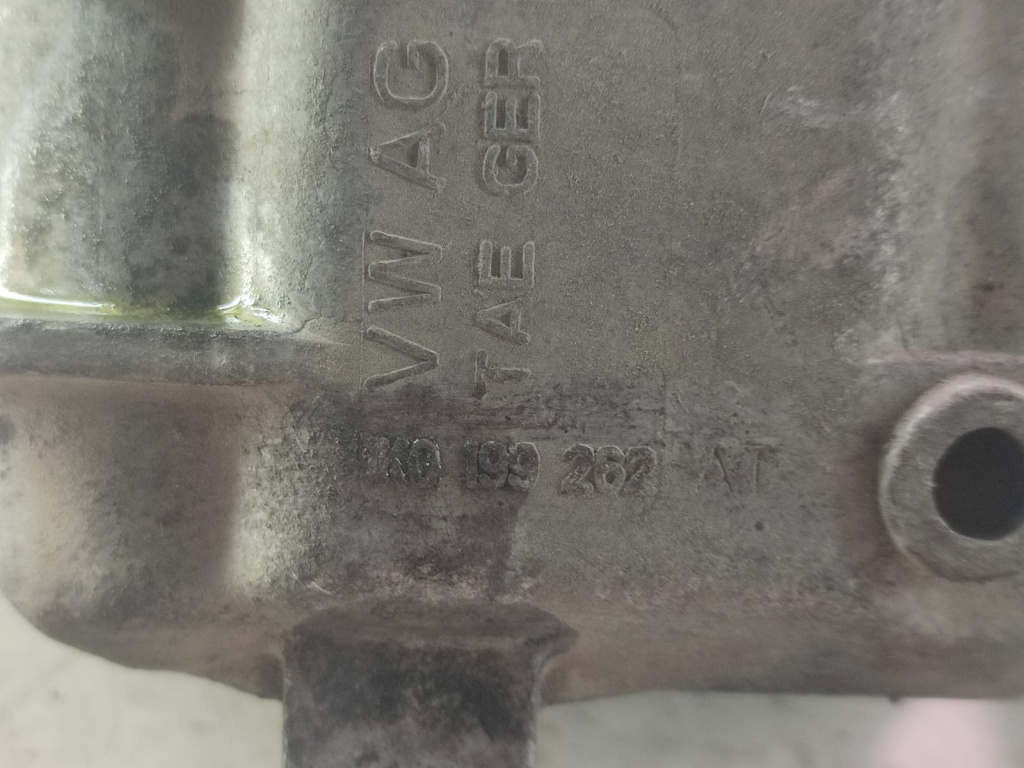 VW AG
TAE GER
1K0 199 262 AT